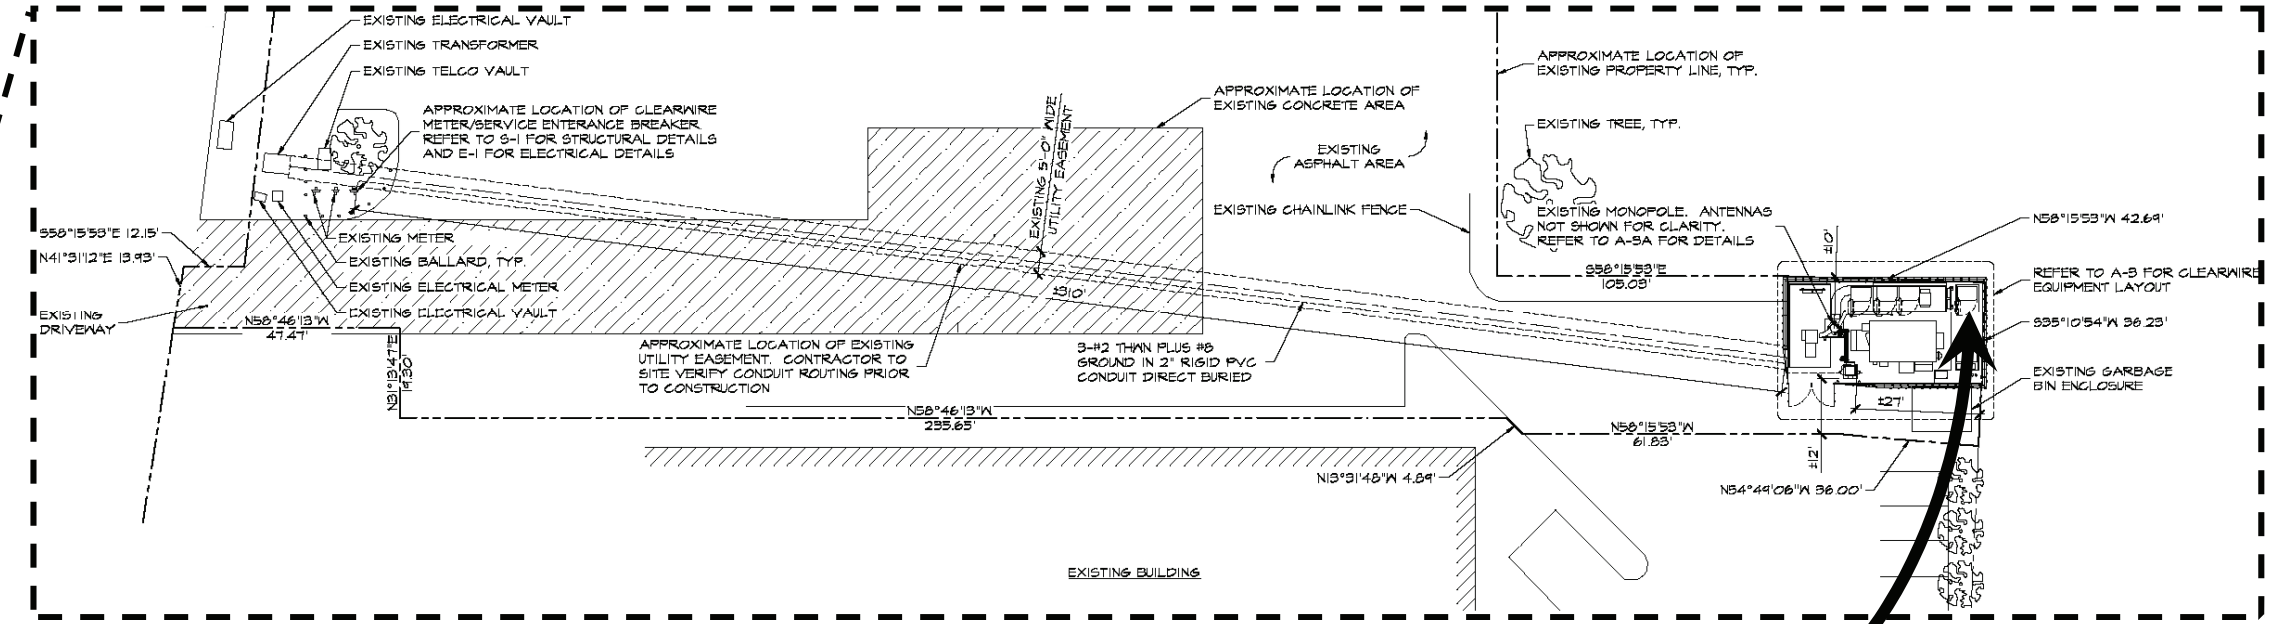 EXISTING ELECTRICAL VAULT
EXISTING TRANSFORMER
EXISTING TELCO VAULT
APPROXIMATE LOCATION OF CLEARWIRE
METER/SERVICE ENTERANCE BREAKER
REFER TO S-1 FOR STRUCTURAL DETAILS
AND E-1 FOR ELECTRICAL DETAILS
EXISTING 5'-0" WIDE
UTILITY EASEMENT
APPROXIMATE LOCATION OF
EXISTING CONCRETE AREA
EXISTING
ASPHALT AREA
EXISTING CHAINLINK FENCE
APPROXIMATE LOCATION OF
EXISTING PROPERTY LINE, TYP.
EXISTING TREE, TYP.
EXISTING MONOPOLE. ANTENNAS
NOT SHOWN FOR CLARITY.
REFER TO A-3A FOR DETAILS
±10'
N58°15'53"W 42.69'
S58°15'53"E
105.03'
REFER TO A-3 FOR CLEARWIRE
EQUIPMENT LAYOUT
S35°10'54"W 36.23'
EXISTING GARBAGE
BIN ENCLOSURE
S58°15'53"E 12.15'
N41°31'12"E 13.93'
EXISTING
DRIVEWAY
EXISTING METER
EXISTING BALLARD, TYP.
EXISTING ELECTRICAL METER
EXISTING ELECTRICAL VAULT
N58°46'13"W
47.47'
N31°13'47"E
19.30'
APPROXIMATE LOCATION OF EXISTING
UTILITY EASEMENT. CONTRACTOR TO
SITE VERIFY CONDUIT ROUTING PRIOR
TO CONSTRUCTION
3-#2 THWN PLUS #8
GROUND IN 2" RIGID PVC
CONDUIT DIRECT BURIED
±27'
N58°46'13"W
235.65'
N58°15'53"W
61.83'
±12'
N13°31'48"W 4.89'
N54°49'06"W 36.00'
EXISTING BUILDING